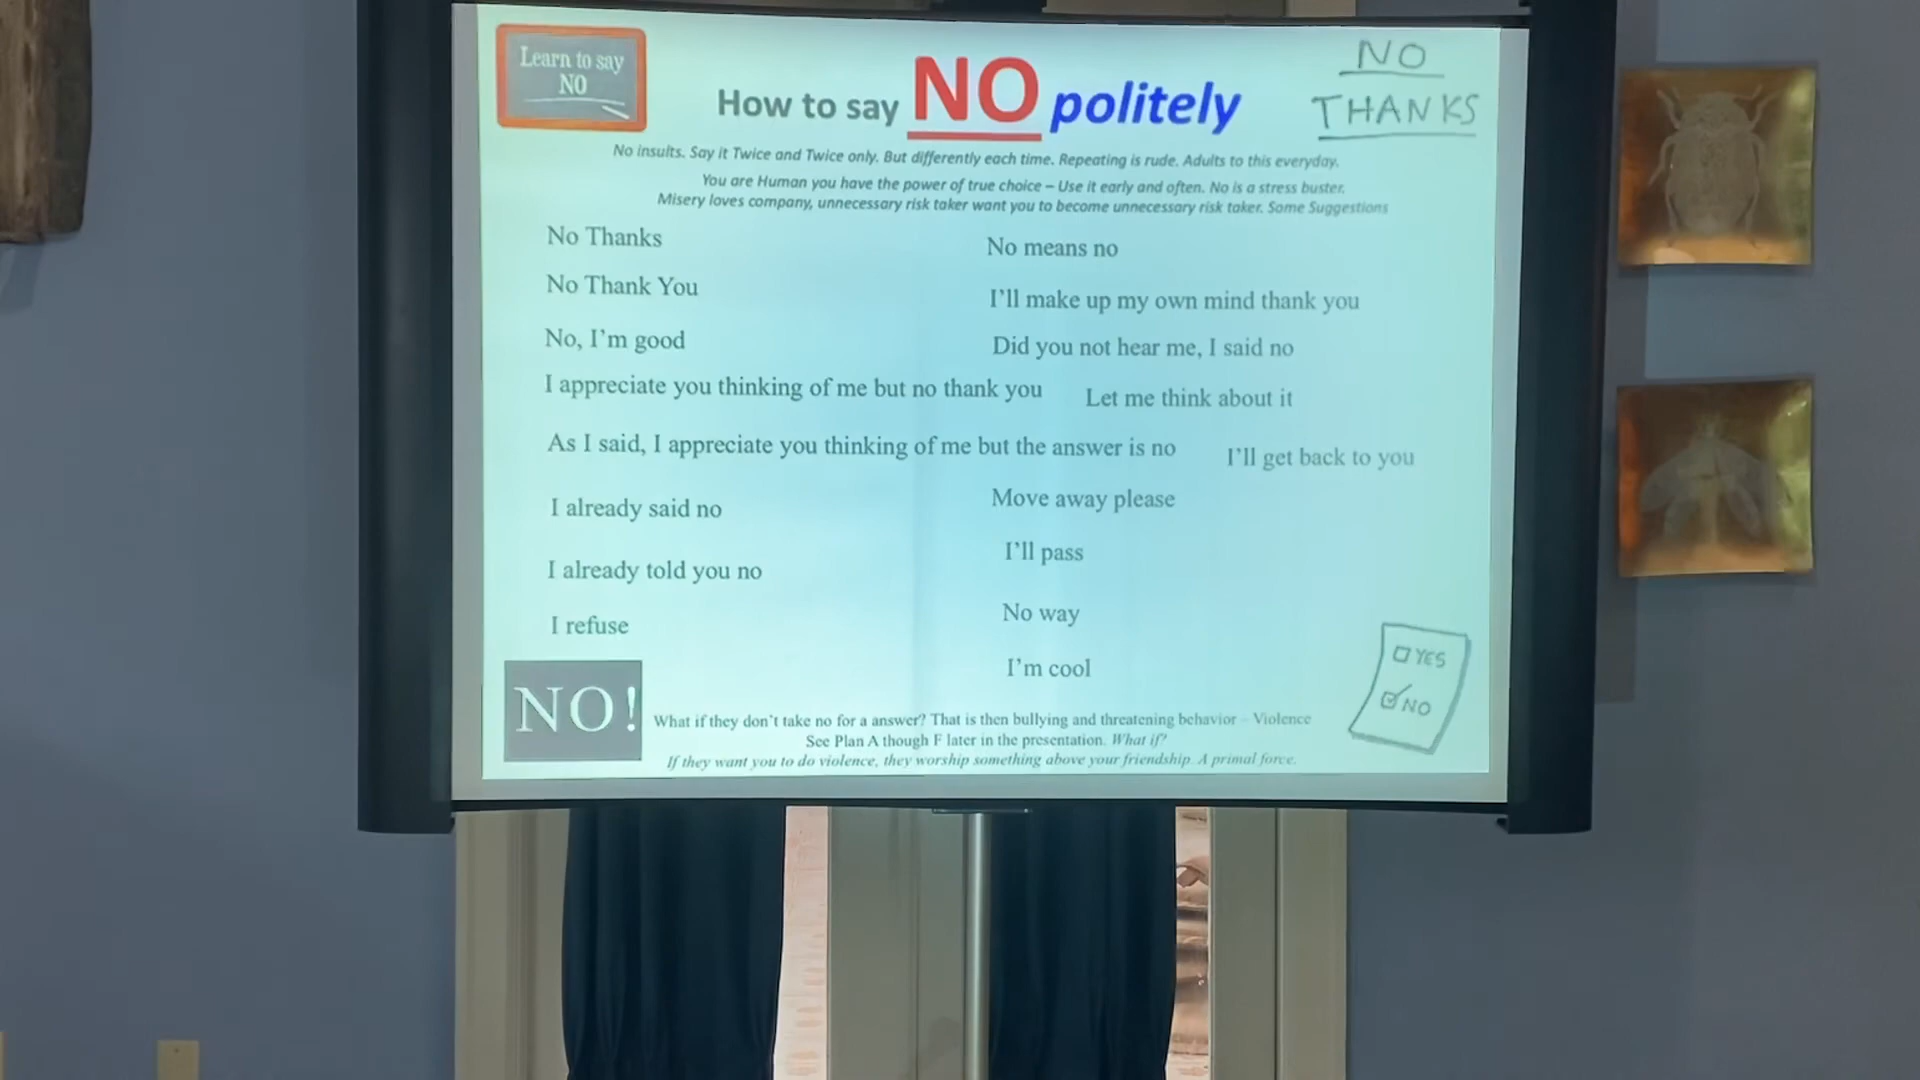 Learn to say
NO
How to say NO politely
NO
THANKS
No insults. Say it Twice and Twice only. But differently each time. Repeating is rude. Adults to this everyday.
You are Human you have the power of true choice – Use it early and often. No is a stress buster.
Misery loves company, unnecessary risk taker want you to become unnecessary risk taker. Some Suggestions
No Thanks
No Thank You
No, I'm good
I appreciate you thinking of me but no thank you
As I said, I appreciate you thinking of me but the answer is no
I already said no
I already told you no
I refuse
No means no
I'll make up my own mind thank you
Did you not hear me, I said no
Let me think about it
I'll get back to you
Move away please
I'll pass
No way
I'm cool
YES
NO
NO!
What if they don't take no for a answer? That is then bullying and threatening behavior – Violence
See Plan A though F later in the presentation. What if?
If they want you to do violence, they worship something above your friendship. A primal force.